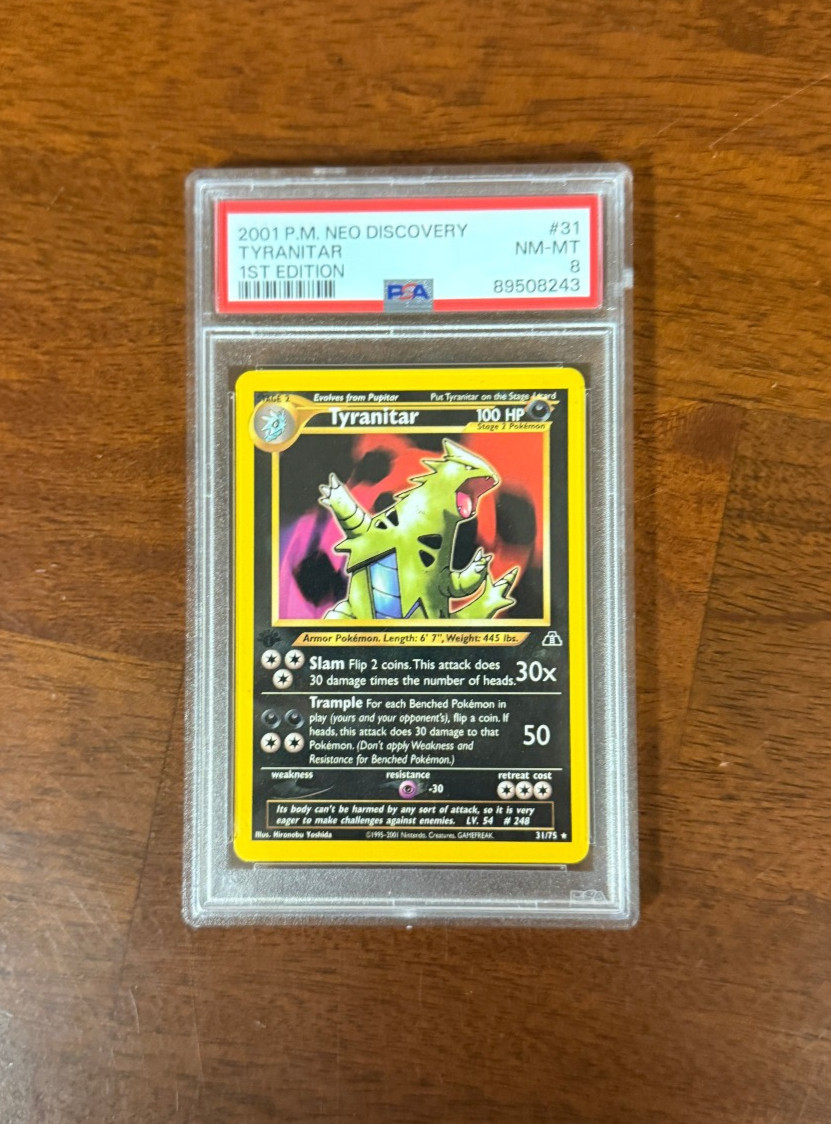 2001 P.M. NEO DISCOVERY #31
TYRANITAR NM-MT
1ST EDITION 8
PSA 89508243
STAGE 2 Evolves from Pupitar Put Tyranitar on the Stage 1 card
Tyranitar 100 HP
Stage 2 Pokémon
Armor Pokémon. Length: 6' 7", Weight: 445 lbs.
Slam Flip 2 coins. This attack does
30 damage times the number of heads. 30x
Trample For each Benched Pokémon in
play (yours and your opponent's), flip a coin. If
heads, this attack does 30 damage to that
Pokémon. (Don't apply Weakness and
Resistance for Benched Pokémon.)
50
weakness resistance retreat cost
-30
Its body can't be harmed by any sort of attack, so it is very
eager to make challenges against enemies. LV. 54 # 248
Illus. Hironobu Yoshida ©1995-2001 Nintendo, Creatures, GAMEFREAK. 31/75 ★
PSA